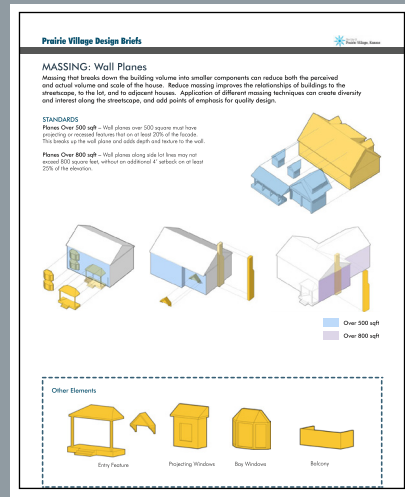 Prairie Village Design Briefs
Prairie Village, Kansas
MASSING: Wall Planes
Massing that breaks down the building volume into smaller components can reduce both the perceived
and actual volume and scale of the house. Reduce massing improves the relationships of buildings to the
streetscape, to the lot, and to adjacent houses. Application of different massing techniques can create diversity
and interest along the streetscape, and add points of emphasis for quality design.
STANDARDS
Planes Over 500 sqft – Wall planes over 500 square must have
projecting or recessed features that on at least 20% of the facade.
This breaks up the wall plane and adds depth and texture to the wall.
Planes Over 800 sqft – Wall planes along side lot lines may not
exceed 800 square feet, without an additional 4' setback on at least
25% of the elevation.
Over 500 sqft
Over 800 sqft
Other Elements
Entry Feature
Projecting Windows
Bay Windows
Balcony